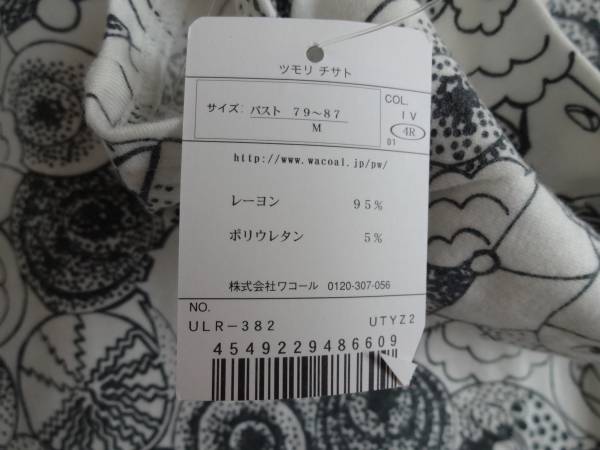 ツモリ チサト
サイズ: バスト 79～87
M
COL.
IV
4R
01
http://www.wacoal.jp/pw/
レーヨン 95%
ポリウレタン 5%
株式会社ワコール 0120-307-056
NO.
ULR-382 UTYZ2
4549229486609